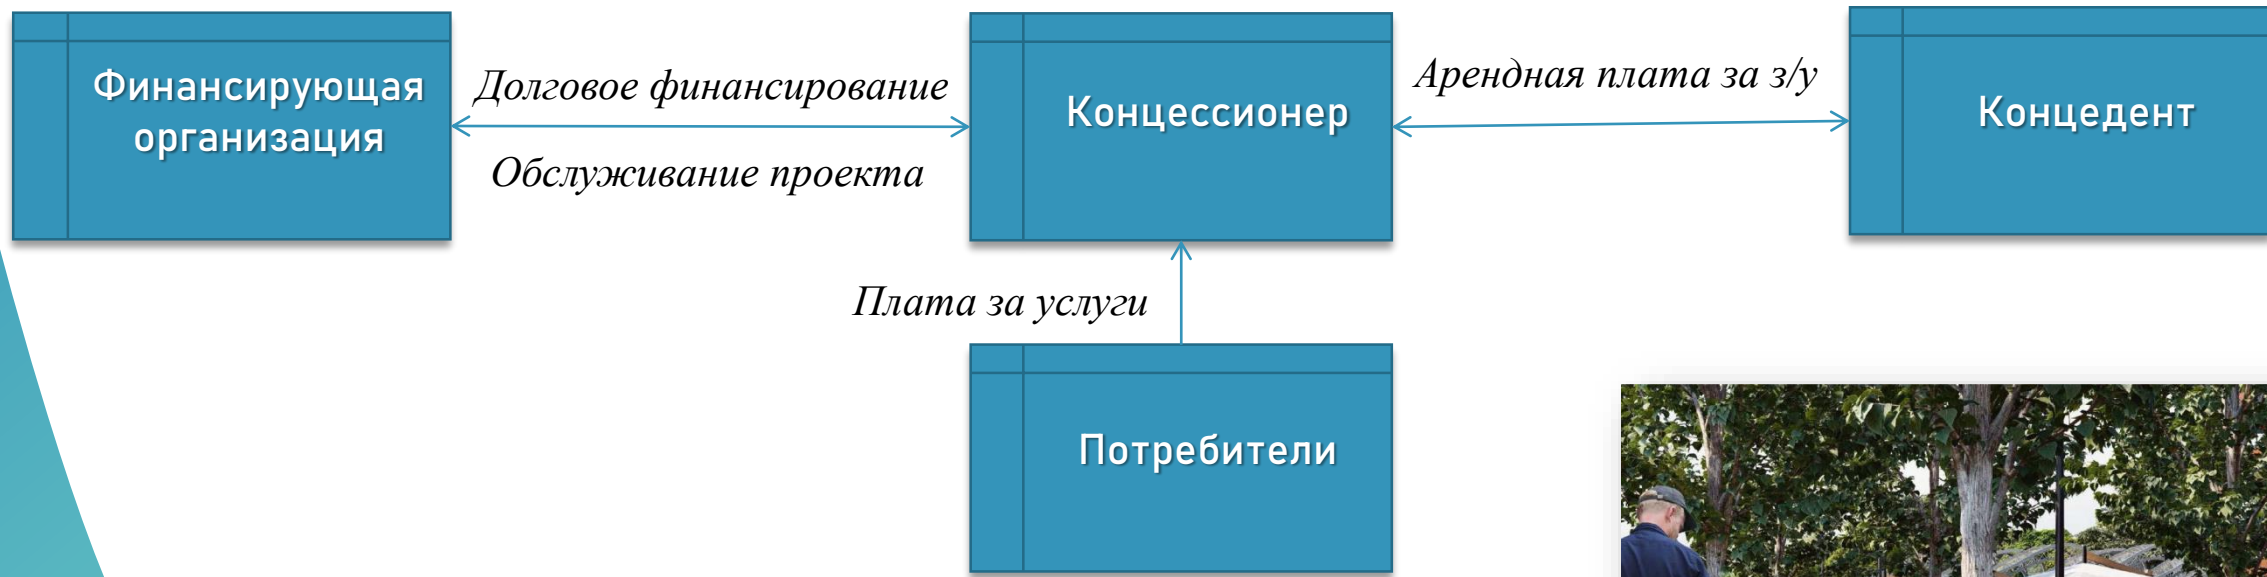 Финансирующая
организация
Долговое финансирование
Обслуживание проекта
Концессионер
Арендная плата за з/у
Концедент
Плата за услуги
Потребители